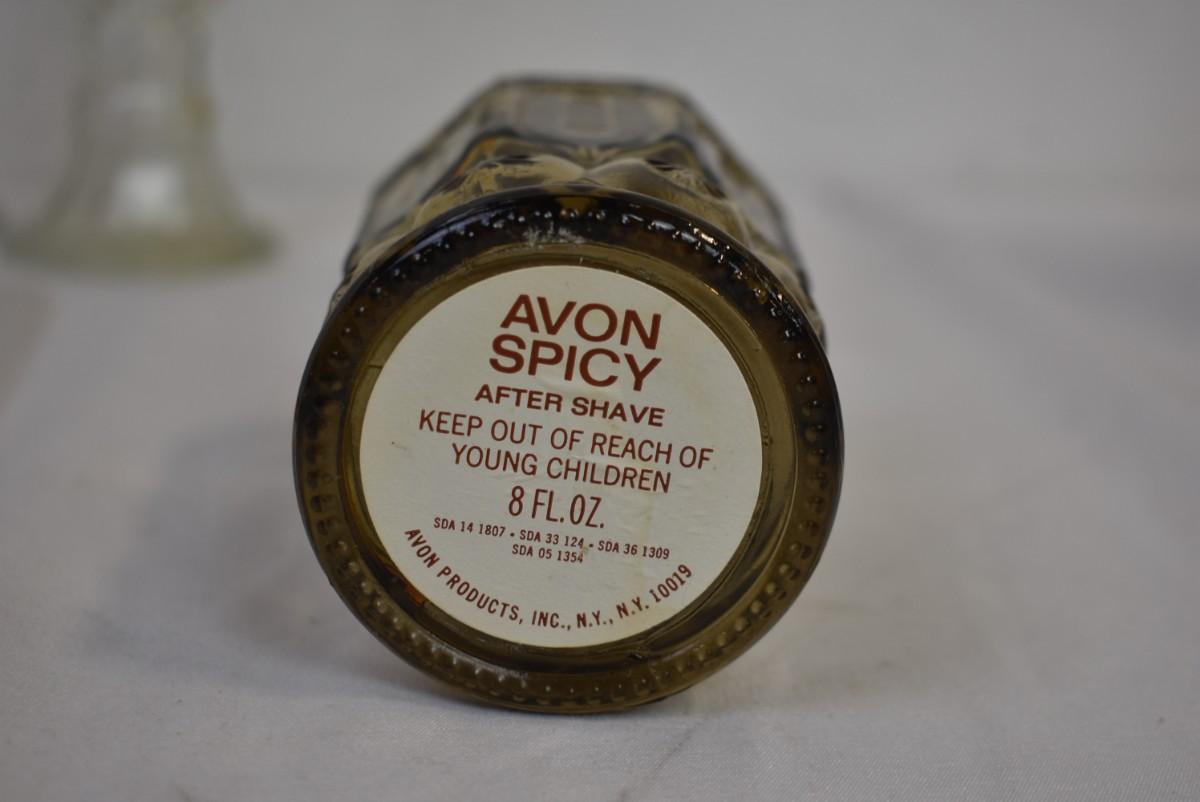 AVON
SPICY
AFTER SHAVE
KEEP OUT OF REACH OF
YOUNG CHILDREN
8 FL. OZ.
SDA 14 1807 • SDA 33 124 • SDA 36 1309
SDA 05 1354
AVON PRODUCTS, INC., N.Y., N.Y. 10019